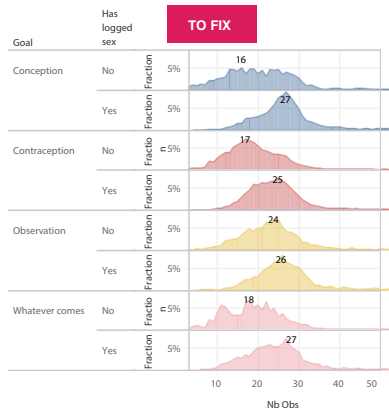 Has
logged
sex
Goal
TO FIX
Conception
No
Fraction
5%
16
Yes
Fraction
5%
27
Contraception
No
Fractio
n
5%
17
Yes
Fraction
5%
25
Observation
No
Fraction
5%
24
Yes
Fraction
5%
26
Whatever comes
No
Fractio
n
5%
18
Yes
Fraction
5%
27
10 20 30 40 50
Nb Obs